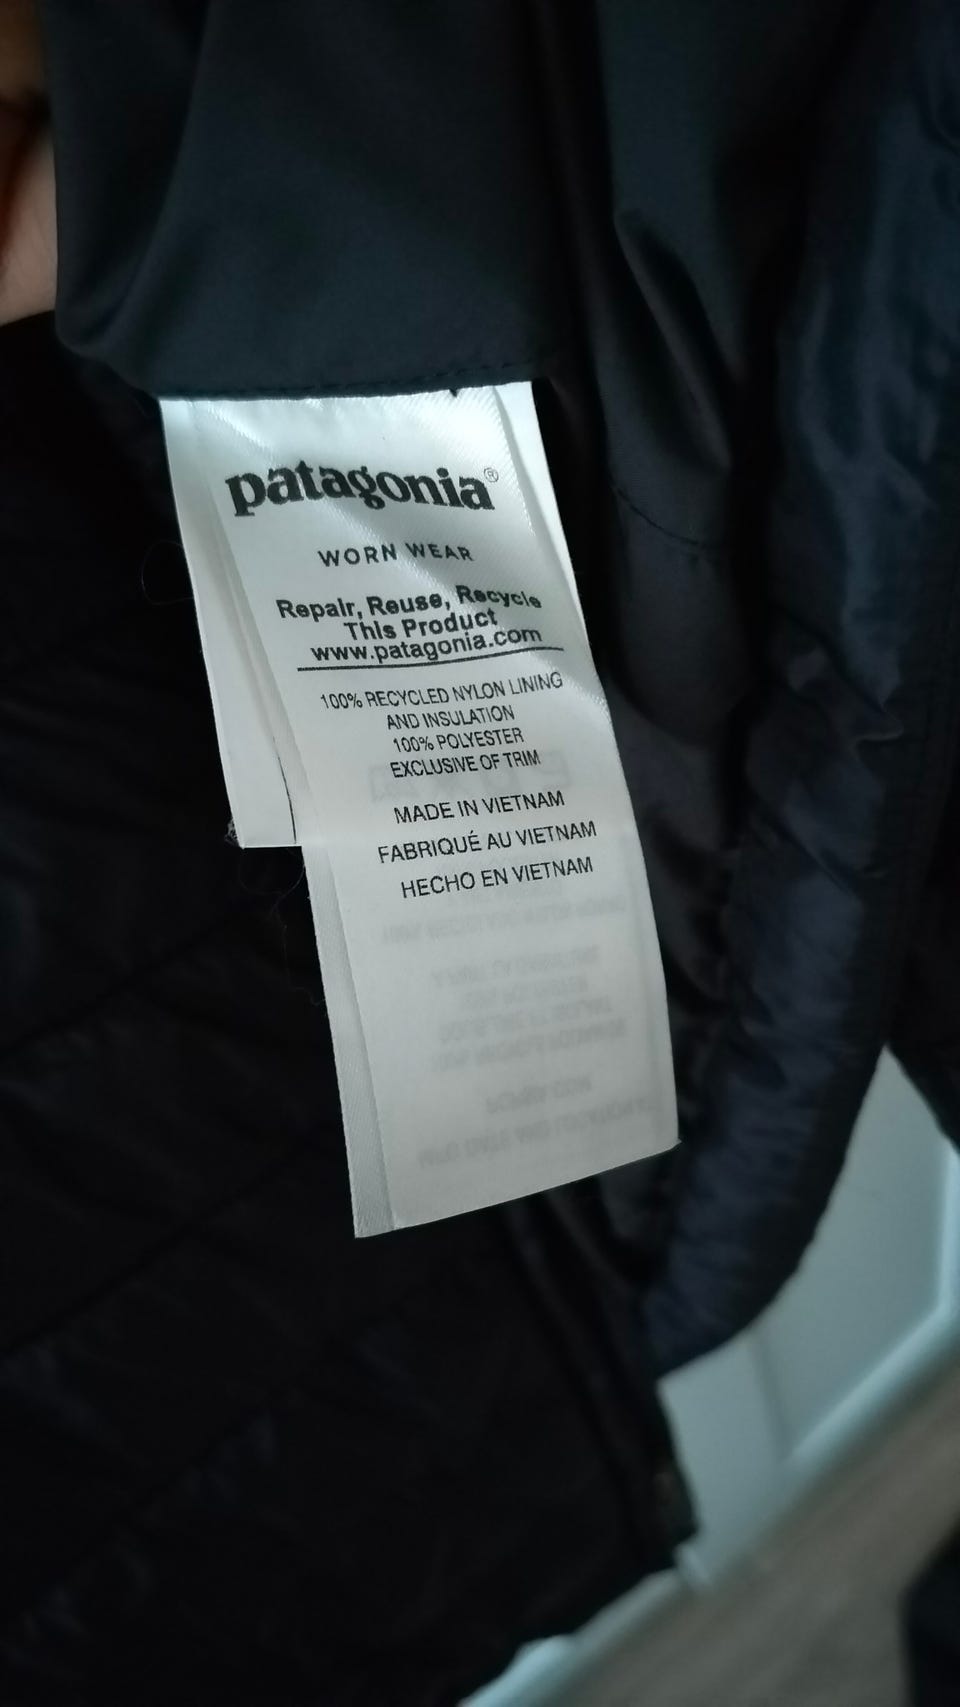 patagonia®
WORN WEAR
Repair, Reuse, Recycle
This Product
www.patagonia.com
100% RECYCLED NYLON LINING
AND INSULATION
100% POLYESTER
EXCLUSIVE OF TRIM
MADE IN VIETNAM
FABRIQUÉ AU VIETNAM
HECHO EN VIETNAM